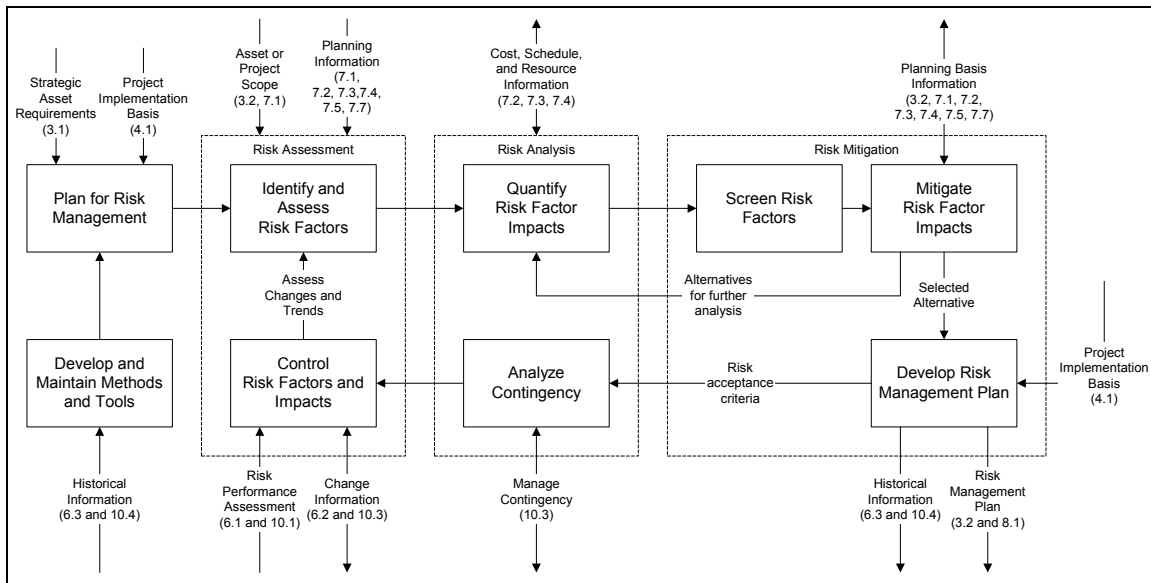 Strategic
Asset
Requirements
(3.1)
Project
Implementation
Basis
(4.1)
Asset or
Project
Scope
(3.2, 7.1)
Planning
Information
(7.1,
7.2, 7.3,7.4,
7.5, 7.7)
Cost, Schedule,
and Resource
Information
(7.2, 7.3, 7.4)
Planning Basis
Information
(3.2, 7.1, 7.2,
7.3, 7.4, 7.5, 7.7)
Risk Assessment
Risk Analysis
Risk Mitigation
Plan for Risk
Management
Identify and
Assess
Risk Factors
Quantify
Risk Factor
Impacts
Screen Risk
Factors
Mitigate
Risk Factor
Impacts
Assess
Changes and
Trends
Alternatives
for further
analysis
Selected
Alternative
Develop and
Maintain Methods
and Tools
Control
Risk Factors and
Impacts
Analyze
Contingency
Risk
acceptance
criteria
Develop Risk
Management Plan
Project
Implementation
Basis
(4.1)
Historical
Information
(6.3 and 10.4)
Risk
Performance
Assessment
(6.1 and 10.1)
Change
Information
(6.2 and 10.3)
Manage
Contingency
(10.3)
Historical
Information
(6.3 and 10.4)
Risk
Management
Plan
(3.2 and 8.1)